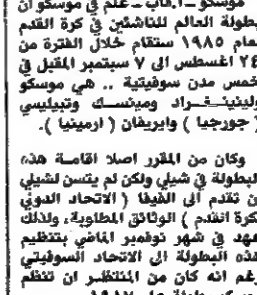 موسكو ـ أ.ف.ب ـ علم في موسكو ان
بطولة العالم للناشئين في كرة القدم
لعام ١٩٨٥ ستقام خلال الفترة من
٢٤ اغسطس الى ٧ سبتمبر المقبل في
خمس مدن سوفيتية .. هي موسكو
ولينينغراد ومينسك وتبيليسي
( جورجيا ) وايريفان ( ارمينيا ).
وكان من المقرر اصلا اقامة هذه
البطولة في شيلي ولكن لم يتسن لشيلي
ان تقدم الى الفيفا ( الاتحاد الدولي
لكرة القدم ) الوثائق المطلوبة، ولذلك
عهد في شهر نوفمبر الماضي بتنظيم
هذه البطولة الى الاتحاد السوفيتي
رغم انه كان من المنتظر ان تنظم